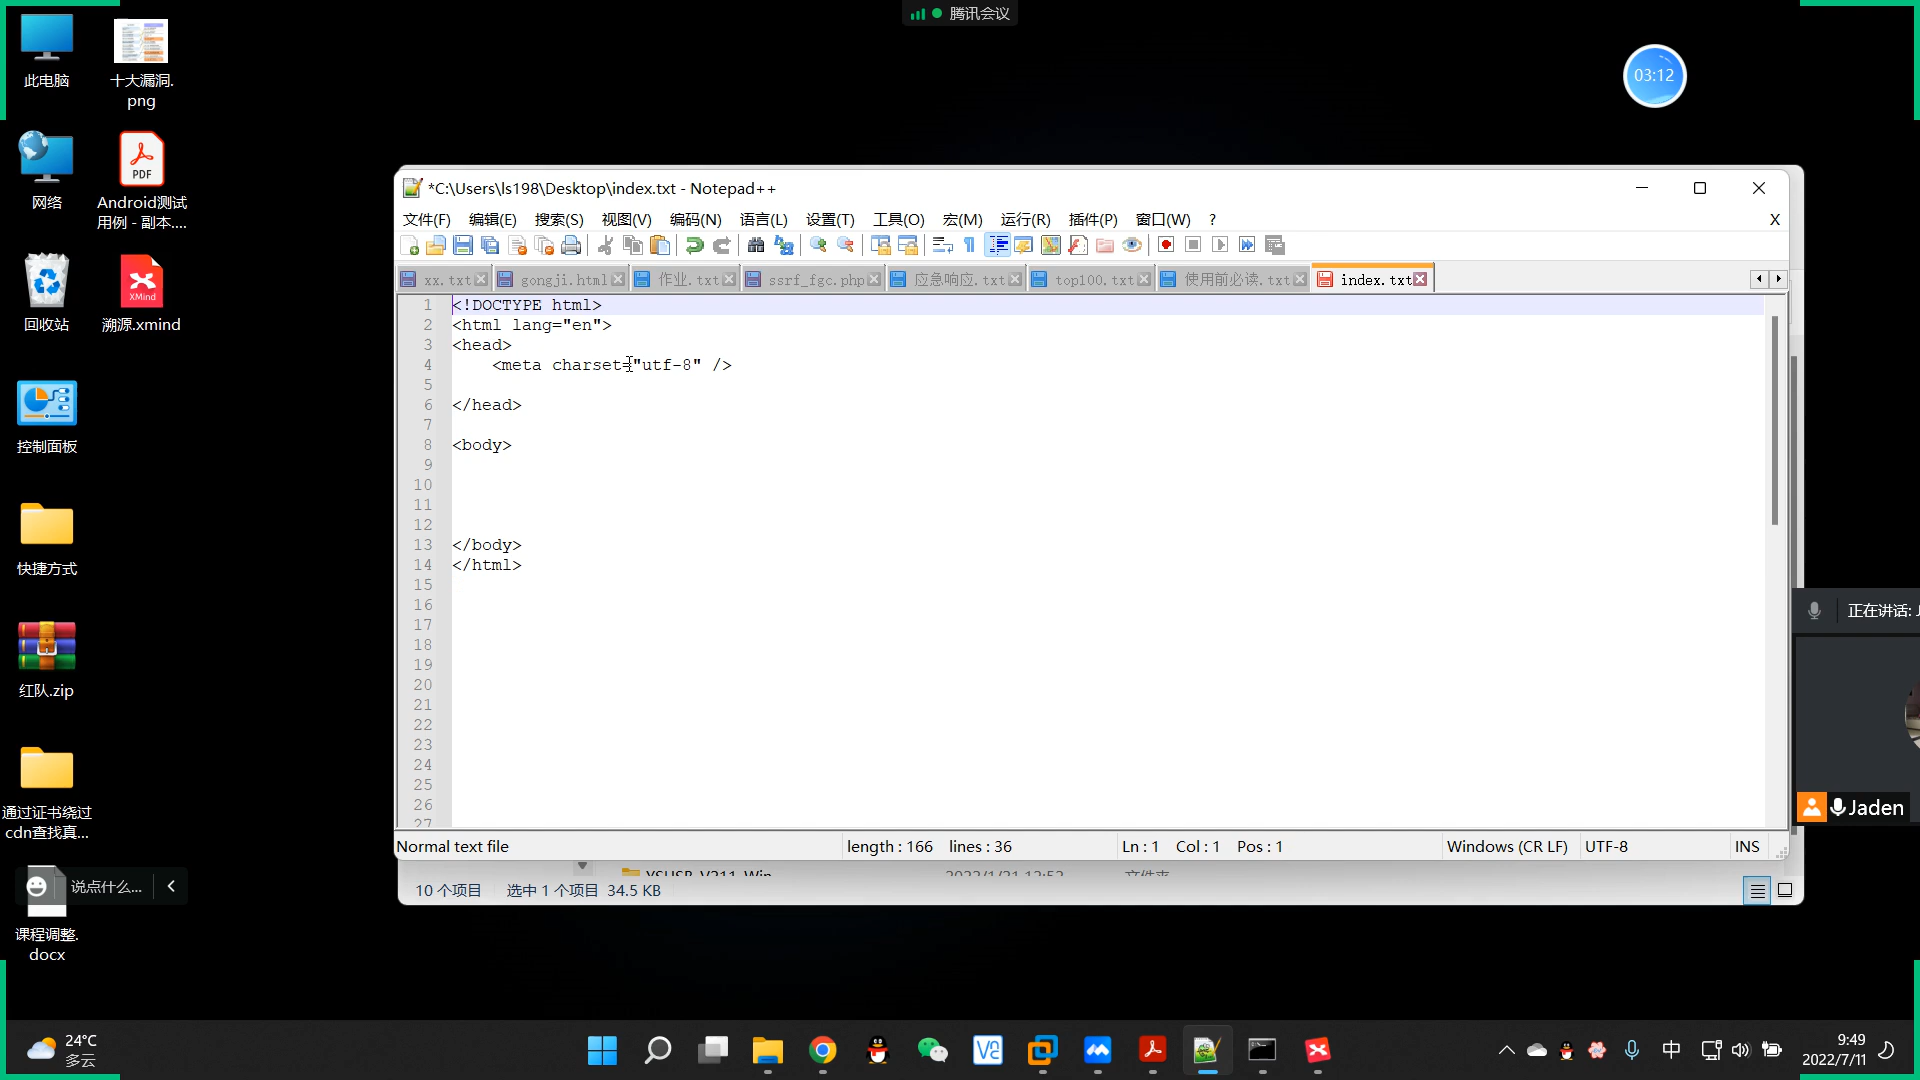 腾讯会议
03:12
此电脑
十大漏洞.
png
网络
Android测试
用例 - 副本....
回收站
溯源.xmind
控制面板
快捷方式
红队.zip
通过证书绕过
cdn查找真...
说点什么...
课程调整.
docx
*C:\Users\ls198\Desktop\index.txt - Notepad++
文件(F) 编辑(E) 搜索(S) 视图(V) 编码(N) 语言(L) 设置(T) 工具(O) 宏(M) 运行(R) 插件(P) 窗口(W) ? X
xx.txt gongji.html 作业.txt ssrf_fgc.php 应急响应.txt top100.txt 使用前必读.txt index.txt
1 <!DOCTYPE html>
2 <html lang="en">
3 <head>
4 <meta charset="utf-8" />
5
6 </head>
7
8 <body>
9
10
11
12
13 </body>
14 </html>
15
16
17
18
19
20
21
22
23
24
25
26
27
Normal text file length : 166 lines : 36 Ln : 1 Col : 1 Pos : 1 Windows (CR LF) UTF-8 INS
10 个项目 选中 1 个项目 34.5 KB
正在讲话: J
Jaden
PDF
XMind
24°C
多云
中
9:49
2022/7/11